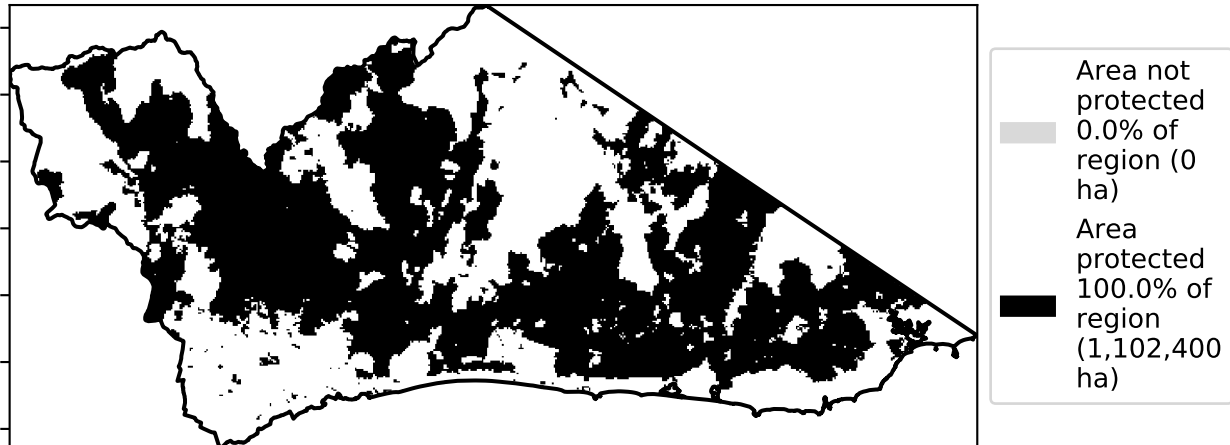 Area not
protected
0.0% of
region (0
ha)
Area
protected
100.0% of
region
(1,102,400
ha)